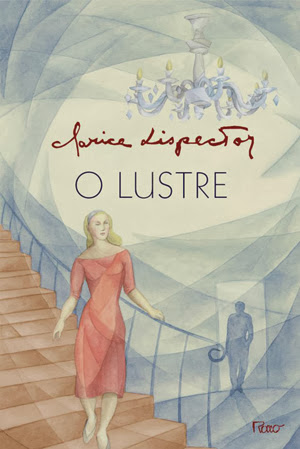 Clarice Lispector
O LUSTRE
Rocco